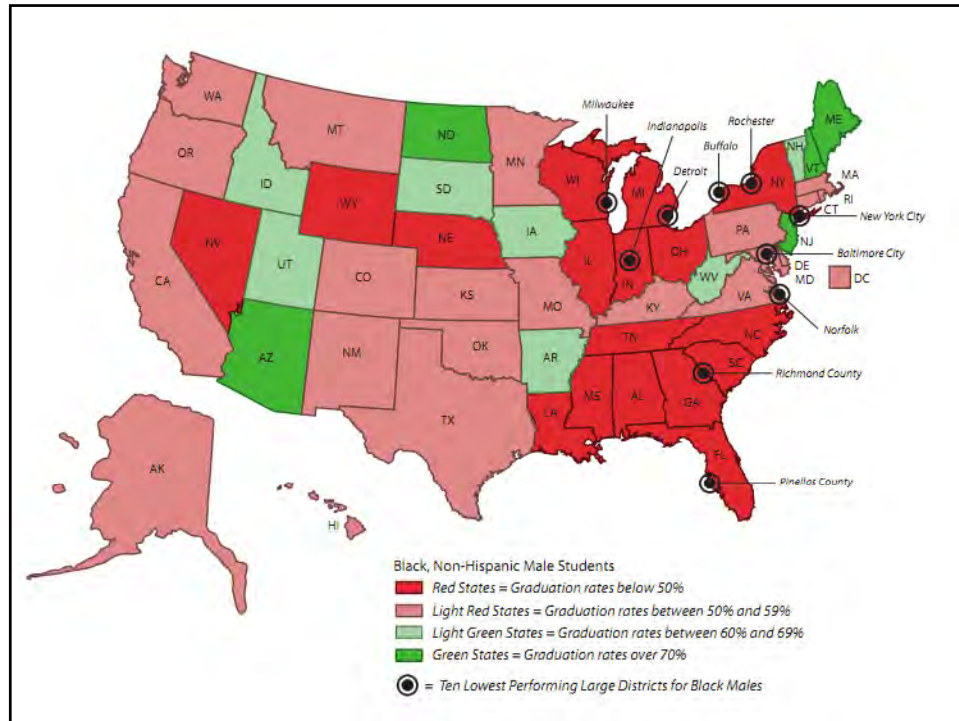 Milwaukee
Indianapolis
Rochester
Buffalo
Detroit
WA
MT
ND
MN
ME
NH
VT
OR
ID
SD
WI
MI
NY
MA
RI
CT
New York City
WY
IA
PA
NJ
NE
Baltimore City
NV
UT
IL
IN
OH
DE
MD
DC
CA
CO
KS
MO
WV
VA
KY
Norfolk
AZ
NM
OK
AR
TN
NC
SC
Richmond County
TX
LA
MS
AL
GA
FL
Pinellas County
AK
HI
Black, Non-Hispanic Male Students
Red States = Graduation rates below 50%
Light Red States = Graduation rates between 50% and 59%
Light Green States = Graduation rates between 60% and 69%
Green States = Graduation rates over 70%
= Ten Lowest Performing Large Districts for Black Males